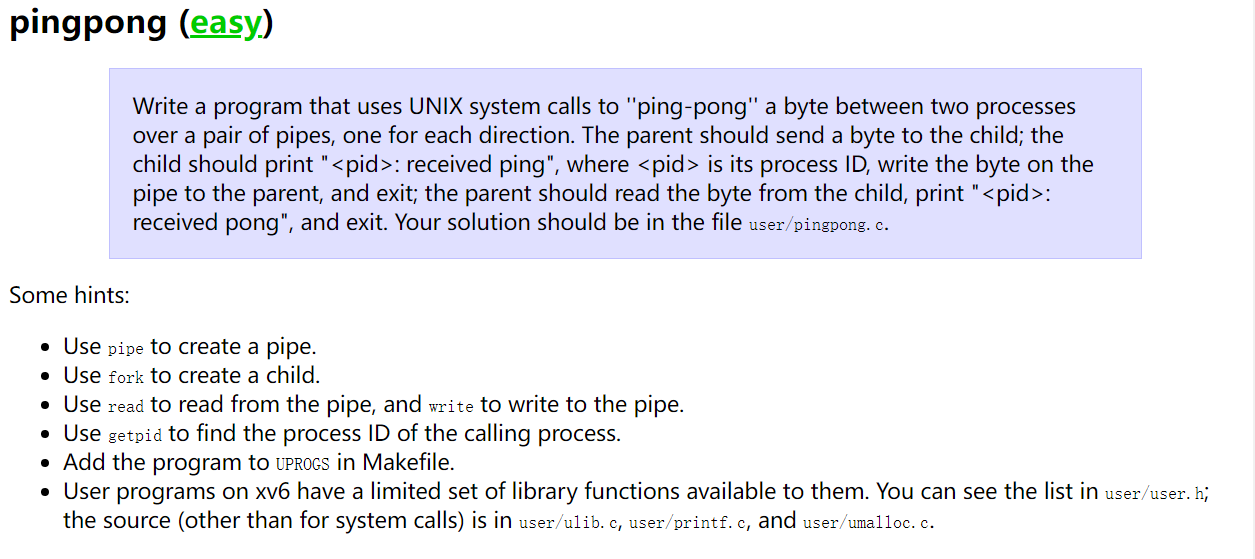 pingpong (easy)
Write a program that uses UNIX system calls to ''ping-pong'' a byte between two processes
over a pair of pipes, one for each direction. The parent should send a byte to the child; the
child should print "<pid>: received ping", where <pid> is its process ID, write the byte on the
pipe to the parent, and exit; the parent should read the byte from the child, print "<pid>:
received pong", and exit. Your solution should be in the file user/pingpong.c.
Some hints:
• Use pipe to create a pipe.
• Use fork to create a child.
• Use read to read from the pipe, and write to write to the pipe.
• Use getpid to find the process ID of the calling process.
• Add the program to UPROGS in Makefile.
• User programs on xv6 have a limited set of library functions available to them. You can see the list in user/user.h;
the source (other than for system calls) is in user/ulib.c, user/printf.c, and user/umalloc.c.